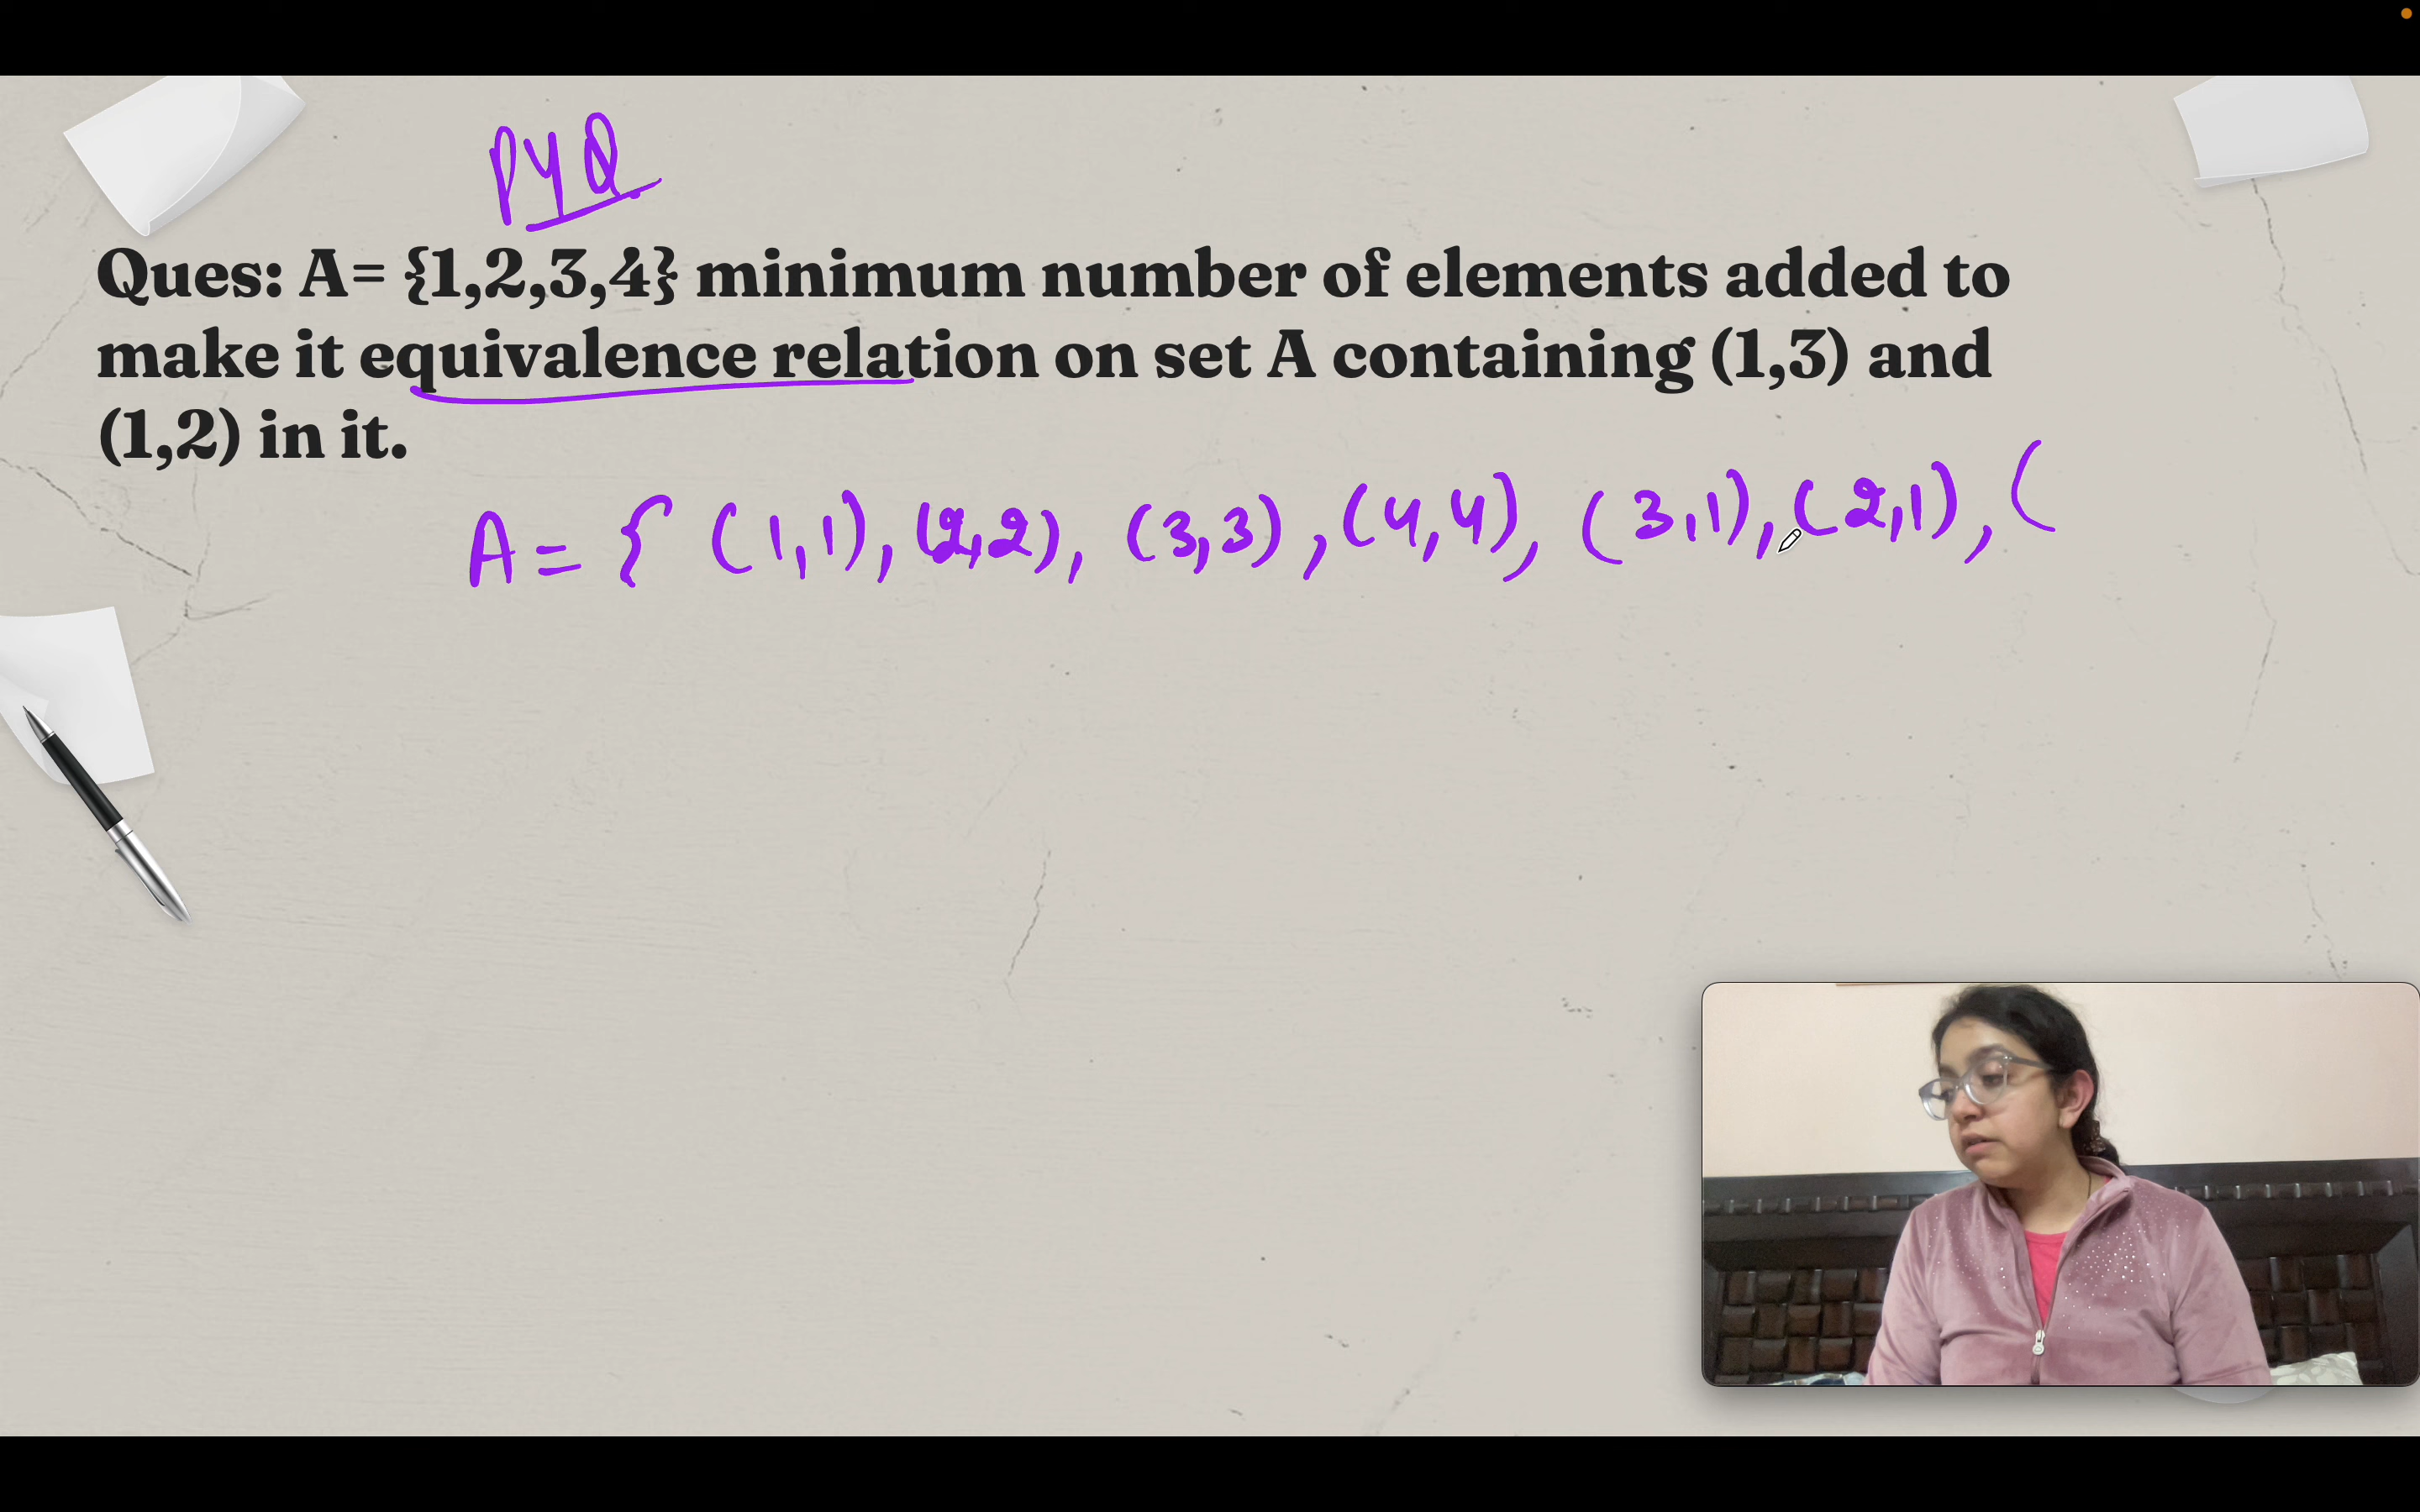 PYQ
Ques: A= {1,2,3,4} minimum number of elements added to
make it equivalence relation on set A containing (1,3) and
(1,2) in it.
A = { (1,1), (2,2), (3,3), (4,4), (3,1), (2,1), (